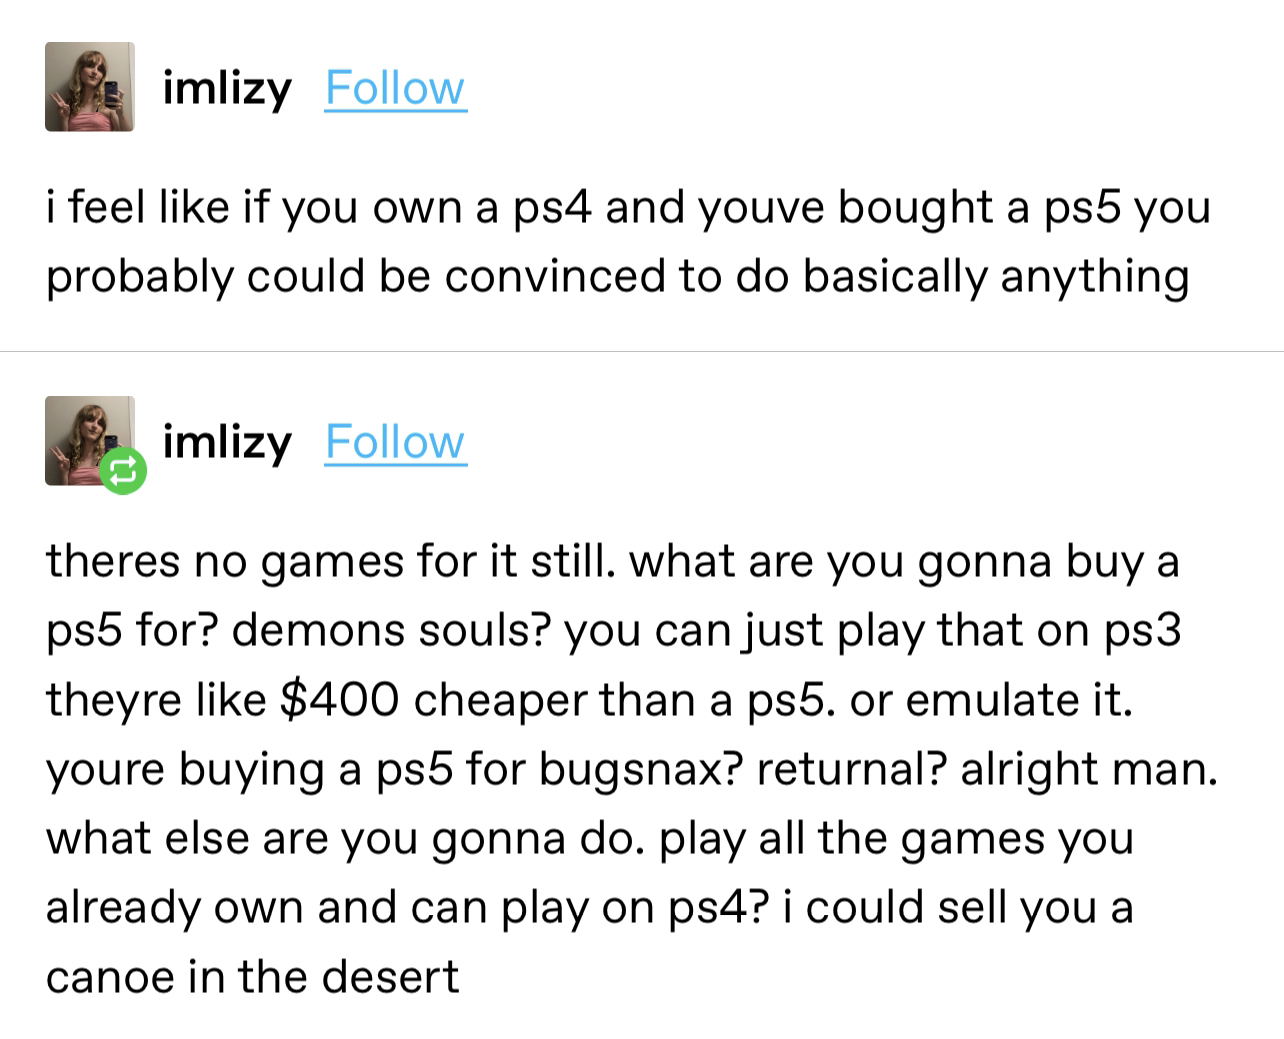 imlizy Follow
i feel like if you own a ps4 and youve bought a ps5 you
probably could be convinced to do basically anything
imlizy Follow
theres no games for it still. what are you gonna buy a
ps5 for? demons souls? you can just play that on ps3
theyre like $400 cheaper than a ps5. or emulate it.
youre buying a ps5 for bugsnax? returnal? alright man.
what else are you gonna do. play all the games you
already own and can play on ps4? i could sell you a
canoe in the desert